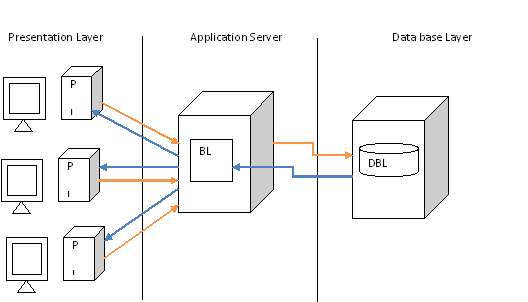 Presentation Layer
Application Server
Data base Layer
P
P
P
BL
DBL